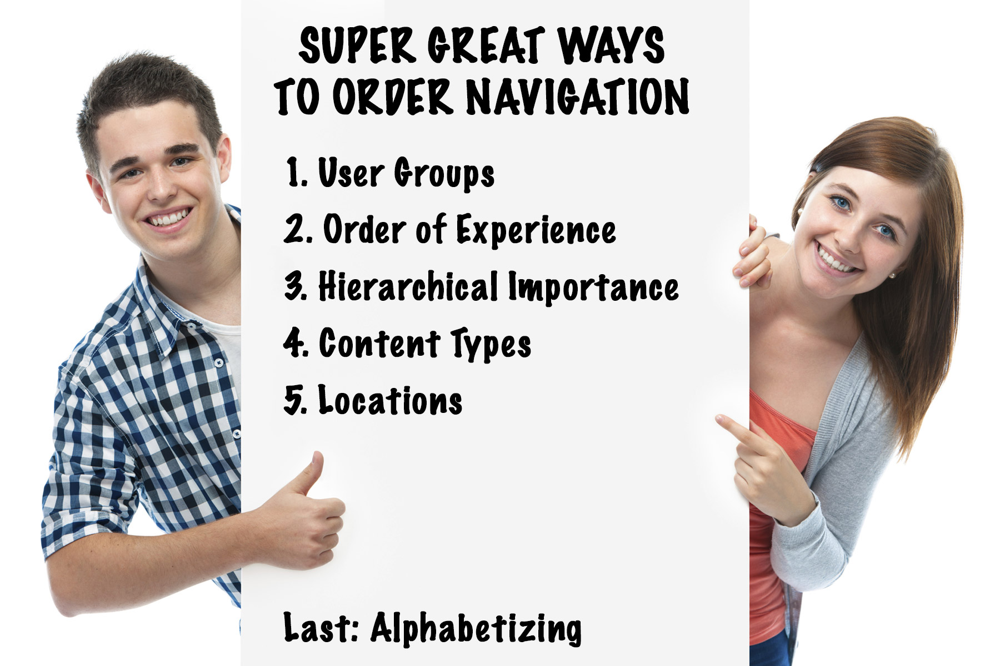 SUPER GREAT WAYS
TO ORDER NAVIGATION
1. User Groups
2. Order of Experience
3. Hierarchical Importance
4. Content Types
5. Locations
Last: Alphabetizing